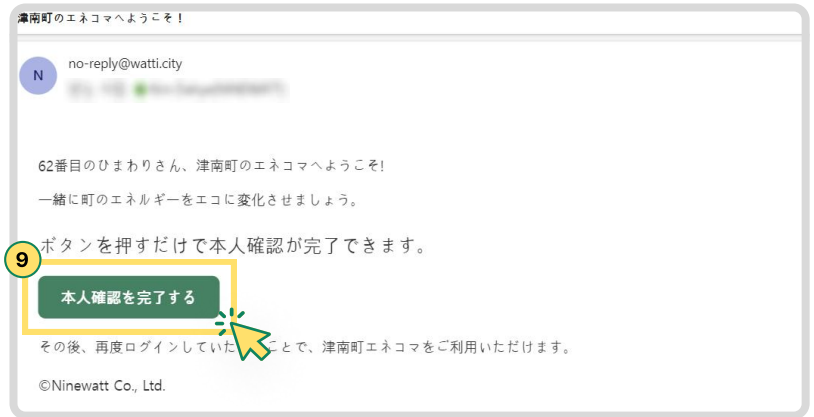 津南町のエネコマへようこそ！
N
no-reply@watti.city
62番目のひまわりさん、津南町のエネコマへようこそ!
一緒に町のエネルギーをエコに変化させましょう。
ボタンを押すだけで本人確認が完了できます。
9
本人確認を完了する
その後、再度ログインしていた ことで、津南町エネコマをご利用いただけます。
©Ninewatt Co., Ltd.